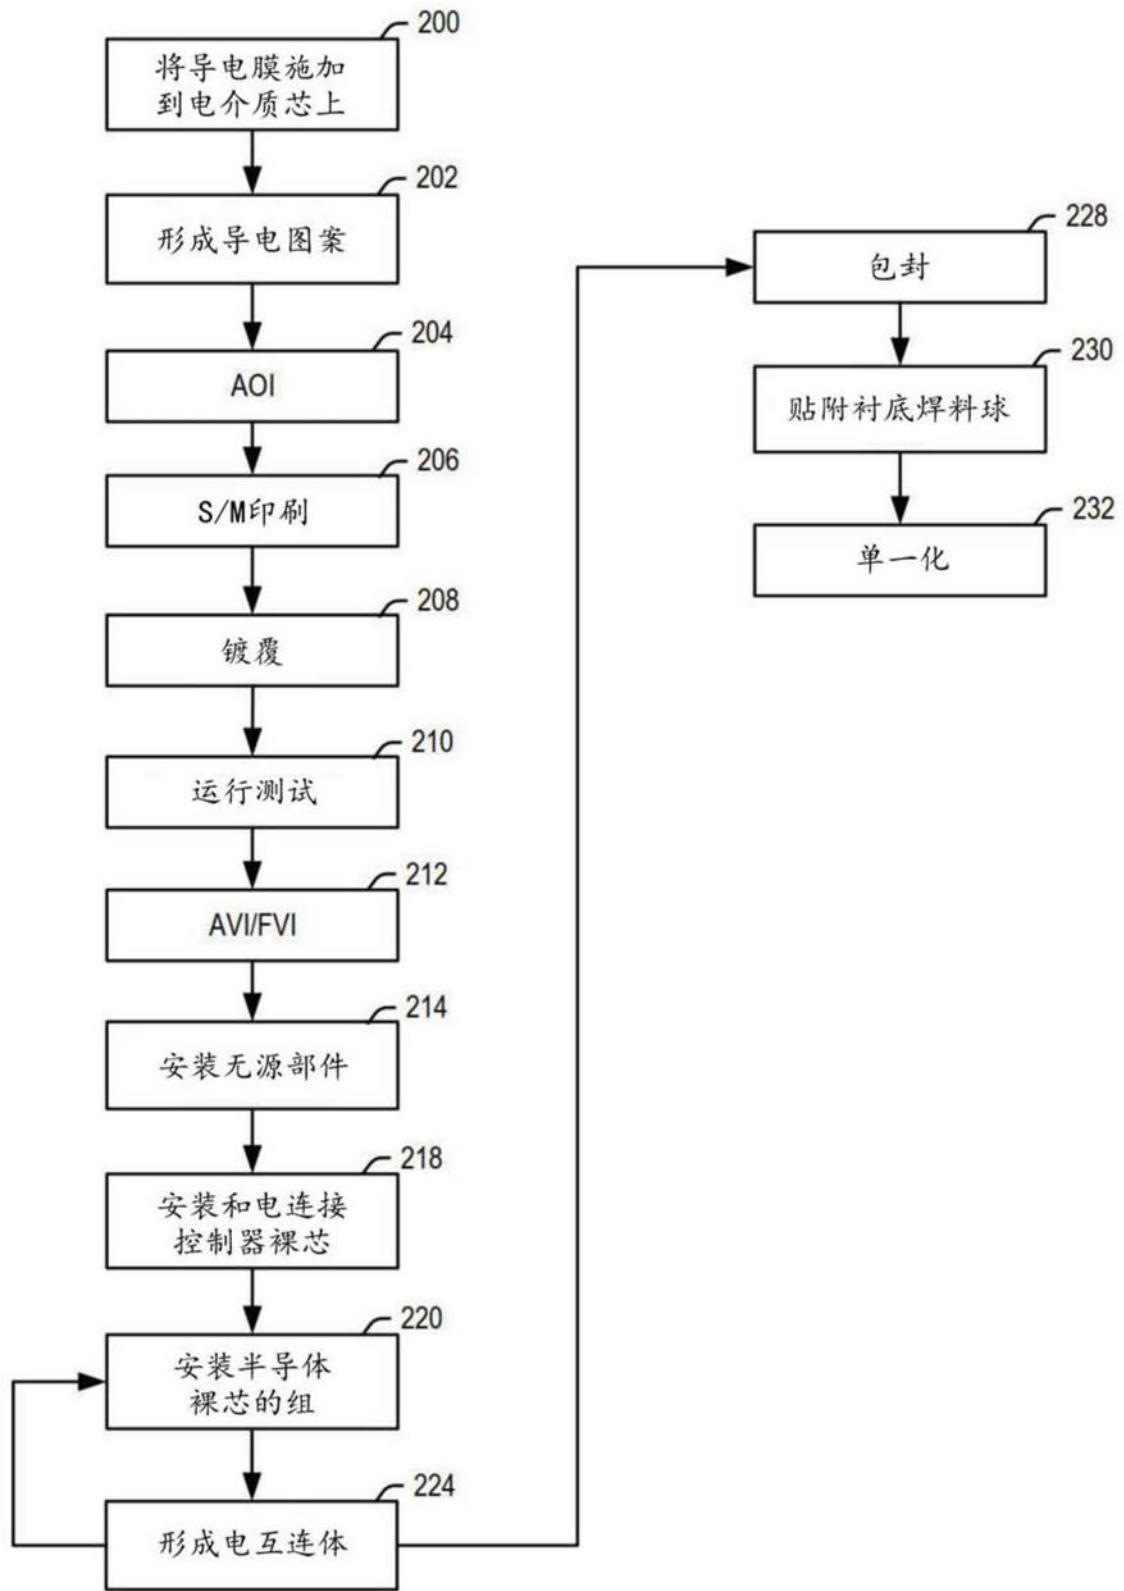 200
将导电膜施加
到电介质芯上
202
形成导电图案
204
AOI
206
S/M印刷
208
镀覆
210
运行测试
212
AVI/FVI
214
安装无源部件
218
安装和电连接
控制器裸芯
220
安装半导体
裸芯的组
224
形成电互连体
228
包封
230
贴附衬底焊料球
232
单一化